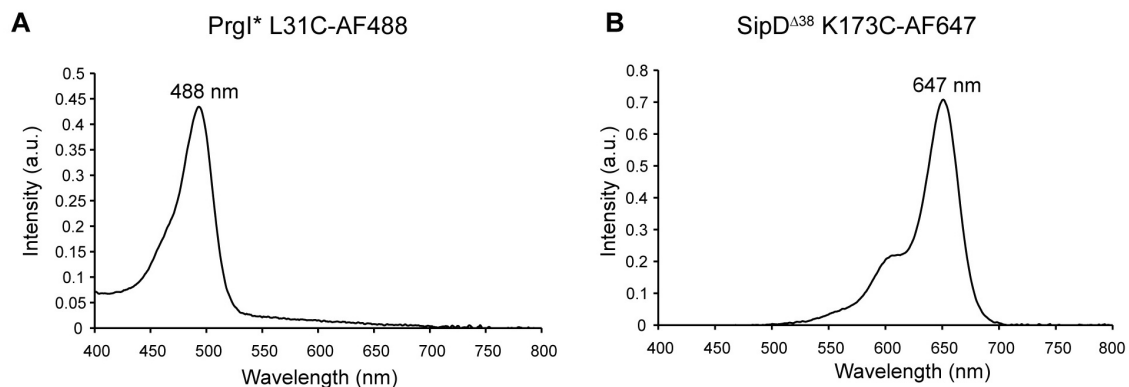 A
PrgI* L31C-AF488
488 nm
0.5
0.45
0.4
0.35
0.3
0.25
0.2
0.15
0.1
0.05
0
Intensity (a.u.)
400 450 500 550 600 650 700 750 800
Wavelength (nm)
B
SipD^Δ38 K173C-AF647
647 nm
0.8
0.7
0.6
0.5
0.4
0.3
0.2
0.1
0
Intensity (a.u.)
400 450 500 550 600 650 700 750 800
Wavelength (nm)